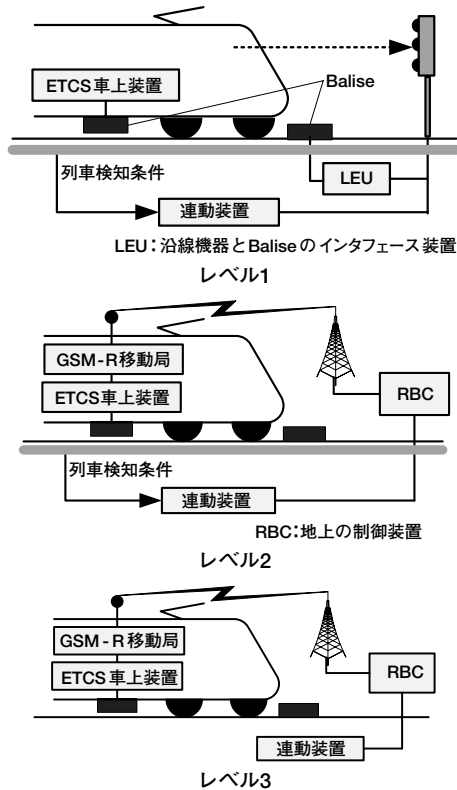 ETCS車上装置
Balise
列車検知条件
LEU
連動装置
LEU：沿線機器とBaliseのインタフェース装置
レベル1
GSM-R移動局
ETCS車上装置
RBC
列車検知条件
連動装置
RBC：地上の制御装置
レベル2
GSM-R移動局
ETCS車上装置
RBC
連動装置
レベル3